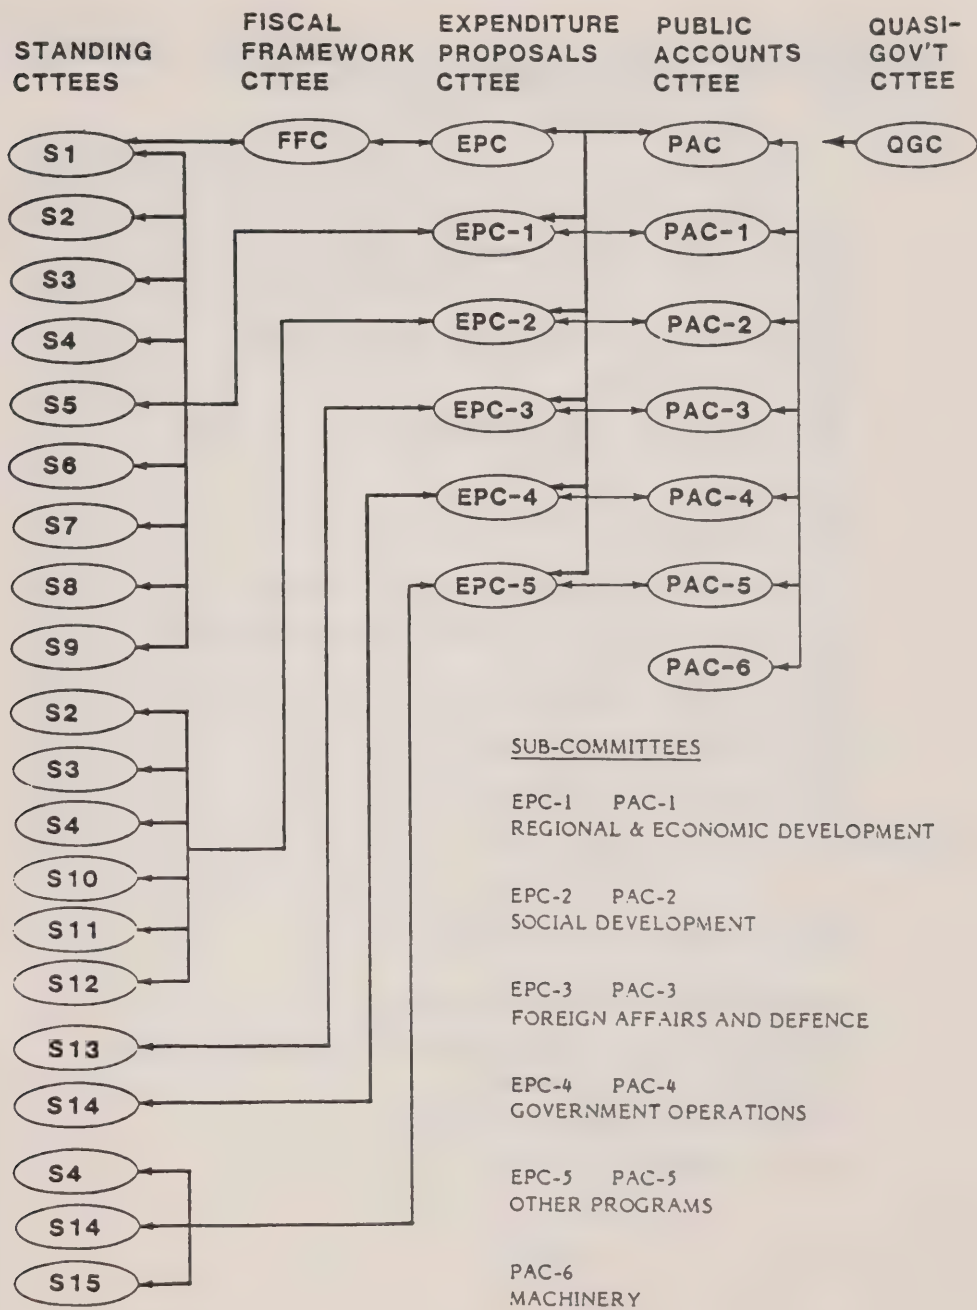 STANDING
CTTEES
FISCAL
FRAMEWORK
CTTEE
EXPENDITURE
PROPOSALS
CTTEE
PUBLIC
ACCOUNTS
CTTEE
QUASI-
GOV'T
CTTEE
S1
FFC
EPC
PAC
QGC
S2
EPC-1
PAC-1
S3
S4
EPC-2
PAC-2
S5
EPC-3
PAC-3
S6
S7
EPC-4
PAC-4
S8
EPC-5
PAC-5
S9
PAC-6
S2
S3
S4
S10
S11
S12
S13
S14
S4
S14
S15
SUB-COMMITTEES
EPC-1 PAC-1
REGIONAL & ECONOMIC DEVELOPMENT
EPC-2 PAC-2
SOCIAL DEVELOPMENT
EPC-3 PAC-3
FOREIGN AFFAIRS AND DEFENCE
EPC-4 PAC-4
GOVERNMENT OPERATIONS
EPC-5 PAC-5
OTHER PROGRAMS
PAC-6
MACHINERY